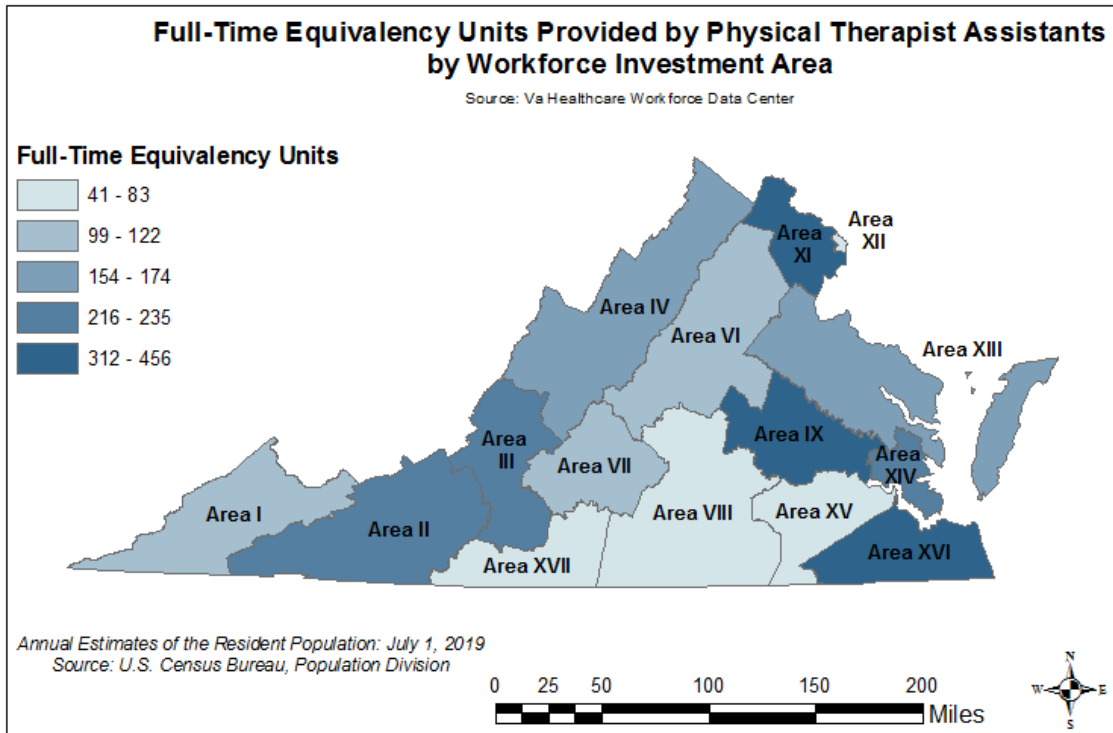 Full-Time Equivalency Units Provided by Physical Therapist Assistants
by Workforce Investment Area
Source: Va Healthcare Workforce Data Center
Full-Time Equivalency Units
41 - 83
99 - 122
154 - 174
216 - 235
312 - 456
Area
XI
Area
XII
Area IV
Area VI
Area XIII
Area
III
Area IX
Area VII
Area
XIV
Area I
Area II
Area VIII
Area XV
Area XVII
Area XVI
Annual Estimates of the Resident Population: July 1, 2019
Source: U.S. Census Bureau, Population Division
0 25 50 100 150 200
Miles
N
W E
S